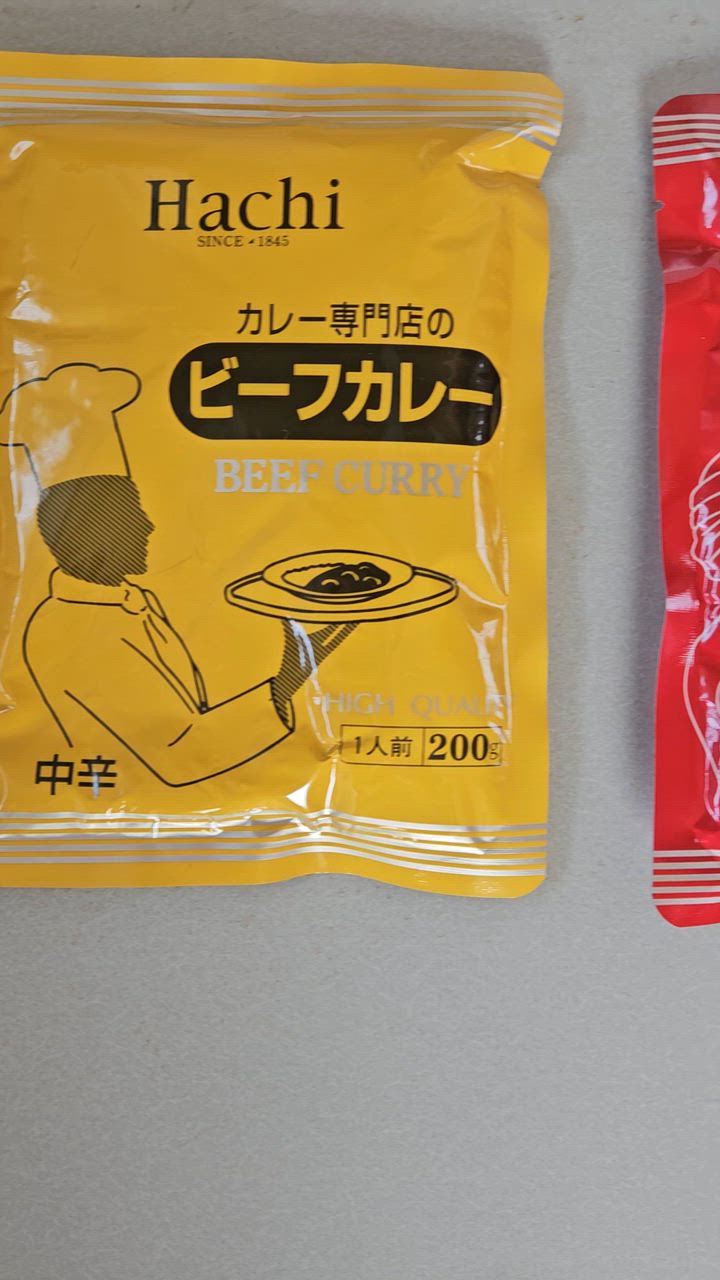 Hachi
SINCE • 1845
カレー専門店の
ビーフカレー
BEEF CURRY
HIGH QUALITY
1人前 200g
中辛